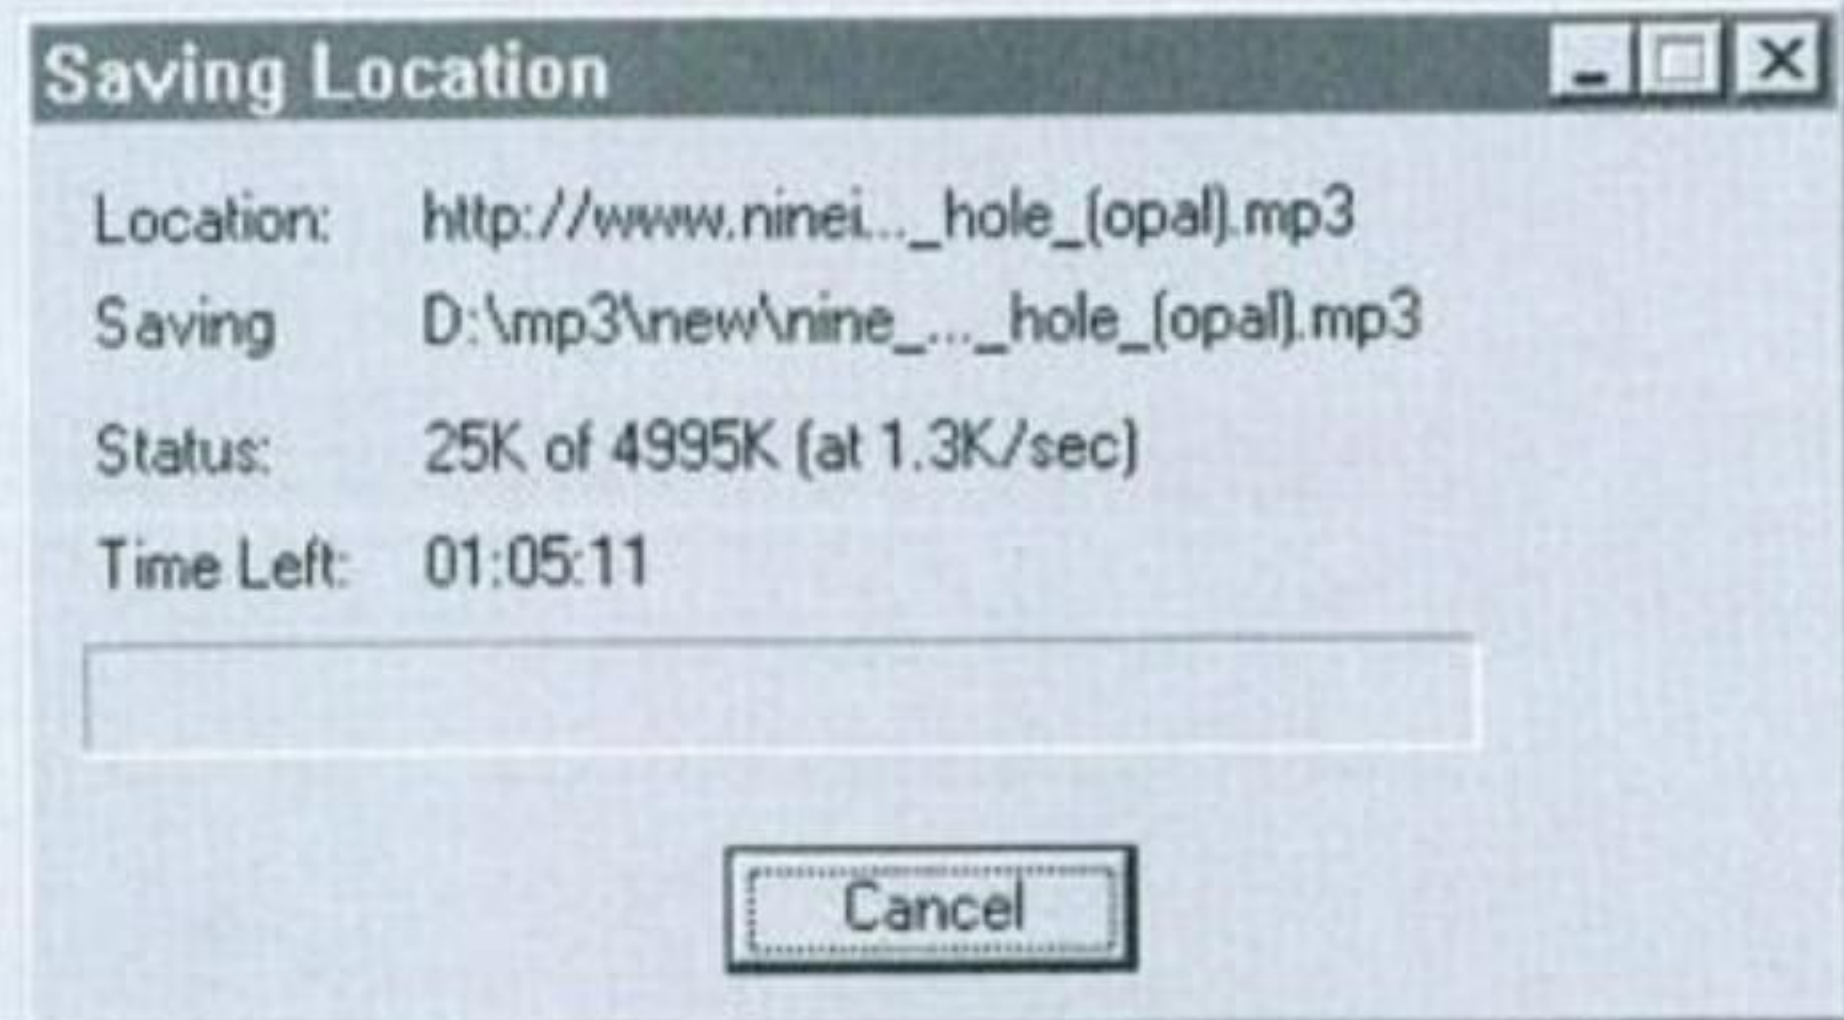 Saving Location
Location: http://www.ninei..._hole_(opal).mp3
Saving D:\mp3\new\nine_..._hole_(opal).mp3
Status: 25K of 4995K (at 1.3K/sec)
Time Left: 01:05:11
Cancel